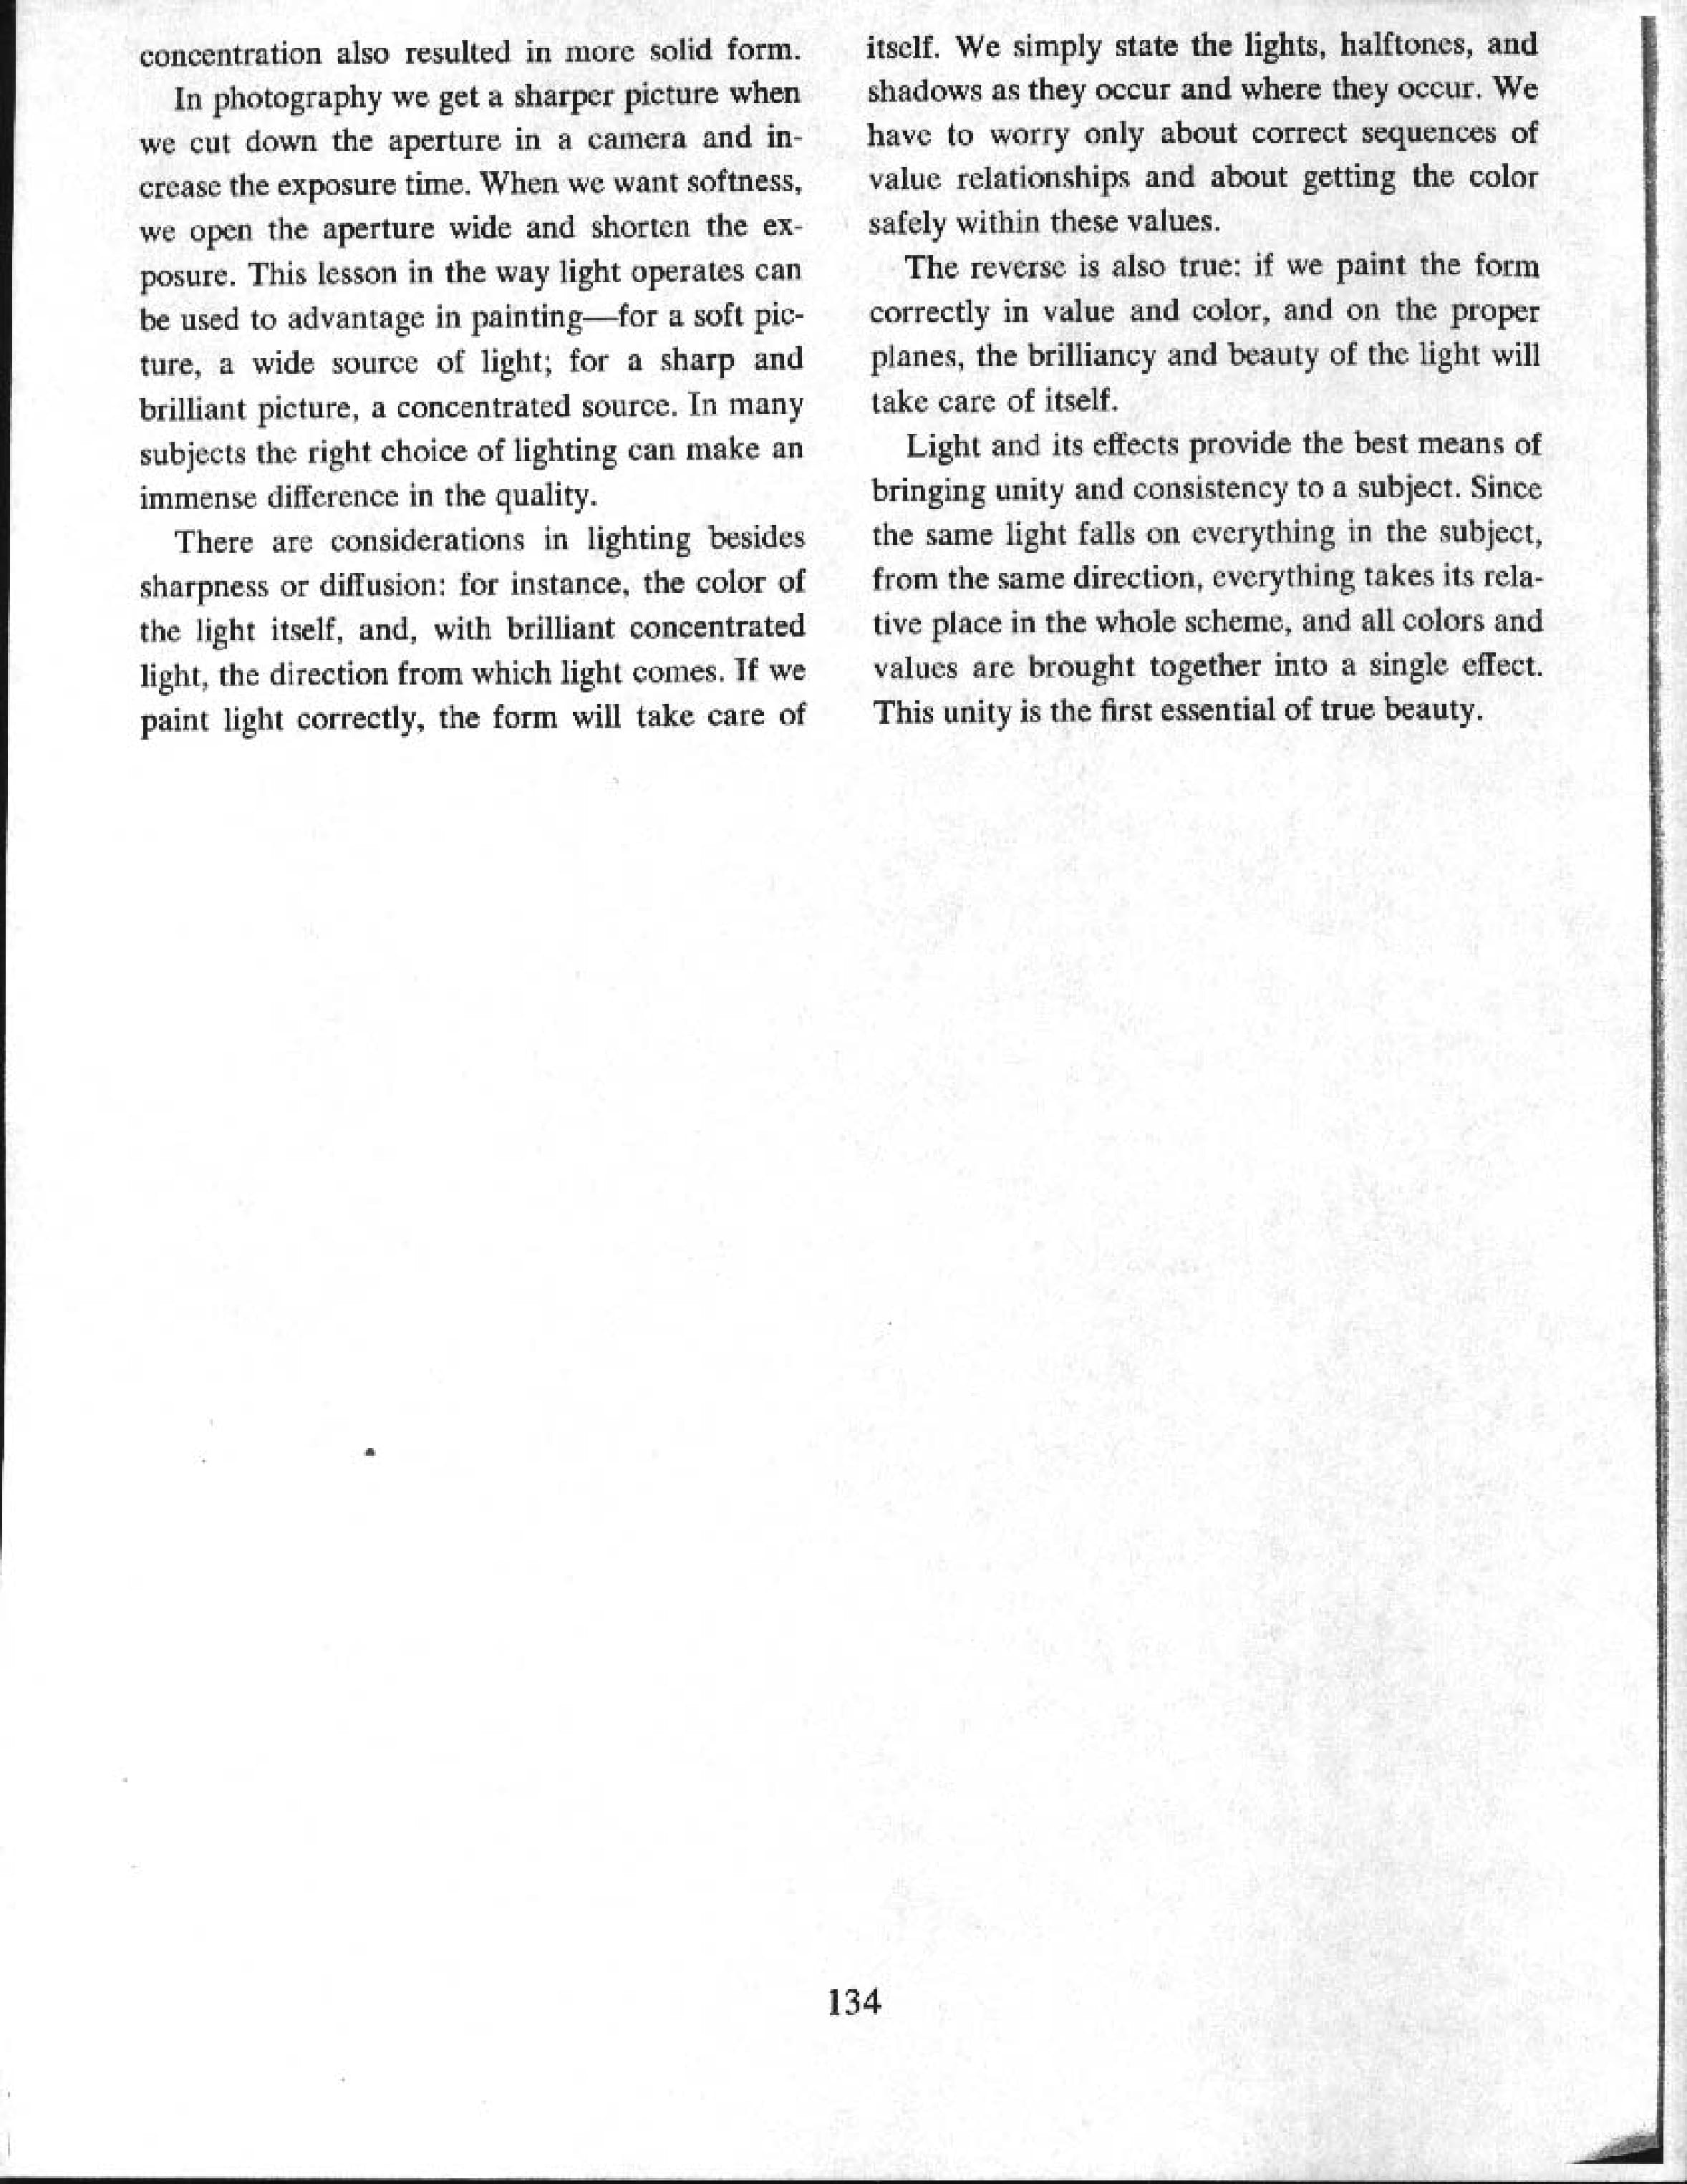 concentration also resulted in more solid form.
In photography we get a sharper picture when
we cut down the aperture in a camera and in-
crease the exposure time. When we want softness,
we open the aperture wide and shorten the ex-
posure. This lesson in the way light operates can
be used to advantage in painting—for a soft pic-
ture, a wide source of light; for a sharp and
brilliant picture, a concentrated source. In many
subjects the right choice of lighting can make an
immense difference in the quality.
There are considerations in lighting besides
sharpness or diffusion: for instance, the color of
the light itself, and, with brilliant concentrated
light, the direction from which light comes. If we
paint light correctly, the form will take care of
itself. We simply state the lights, halftones, and
shadows as they occur and where they occur. We
have to worry only about correct sequences of
value relationships and about getting the color
safely within these values.
The reverse is also true: if we paint the form
correctly in value and color, and on the proper
planes, the brilliancy and beauty of the light will
take care of itself.
Light and its effects provide the best means of
bringing unity and consistency to a subject. Since
the same light falls on everything in the subject,
from the same direction, everything takes its rela-
tive place in the whole scheme, and all colors and
values are brought together into a single effect.
This unity is the first essential of true beauty.
134